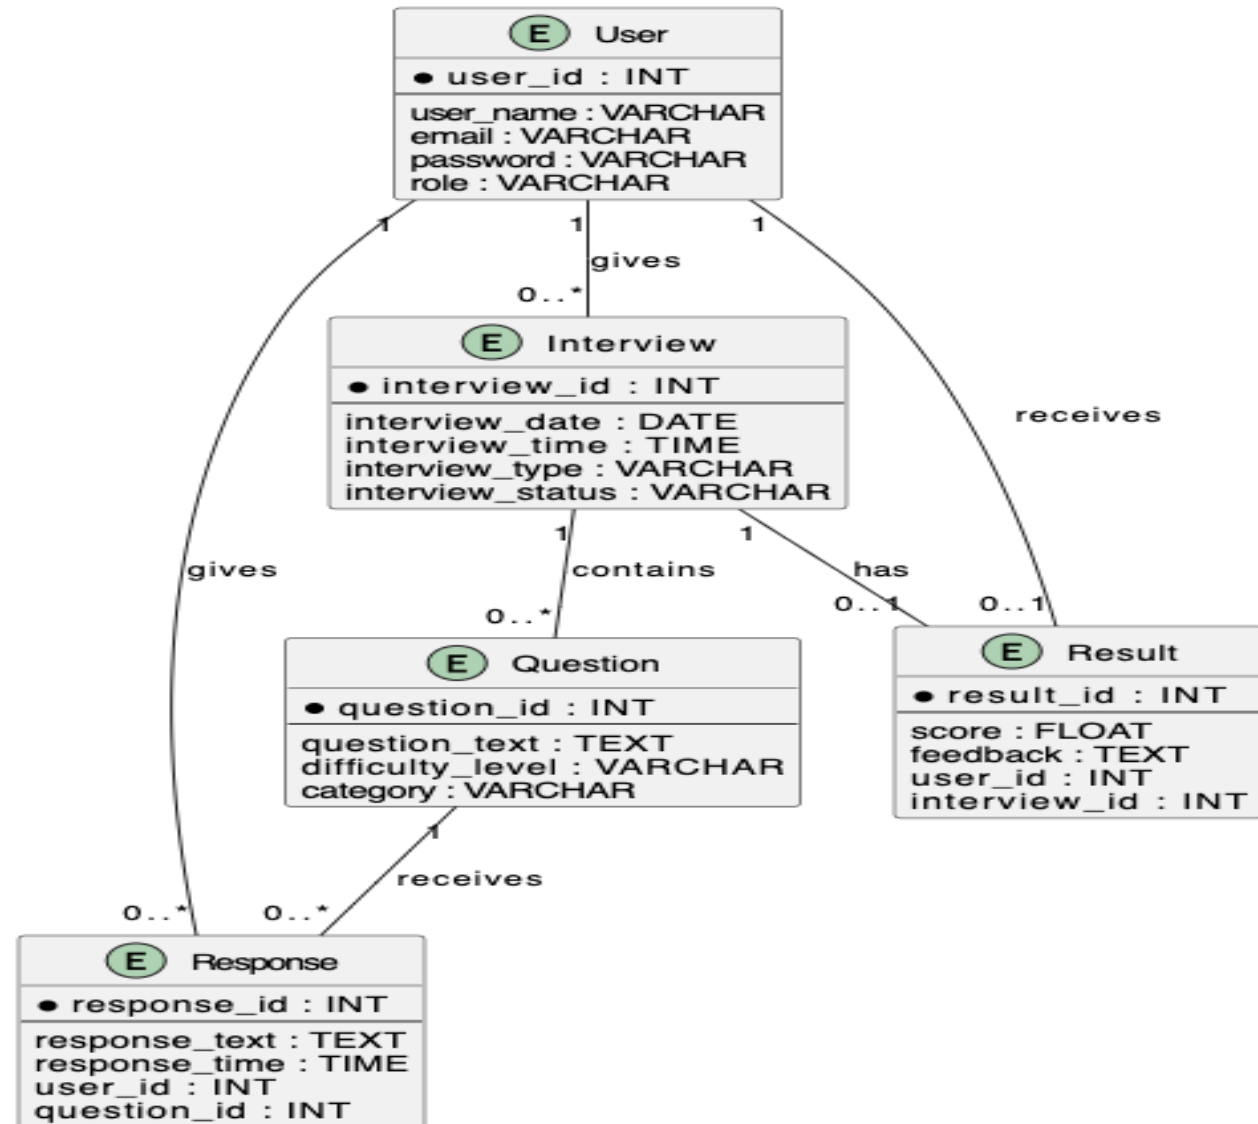 E User
● user_id : INT
user_name : VARCHAR
email : VARCHAR
password : VARCHAR
role : VARCHAR
1
1
1
gives
0..*
E Interview
● interview_id : INT
interview_date : DATE
interview_time : TIME
interview_type : VARCHAR
interview_status : VARCHAR
receives
1
1
gives
contains
has
0..*
0..1
0..1
E Question
● question_id : INT
question_text : TEXT
difficulty_level : VARCHAR
category : VARCHAR
E Result
● result_id : INT
score : FLOAT
feedback : TEXT
user_id : INT
interview_id : INT
1
receives
0..*
0..*
E Response
● response_id : INT
response_text : TEXT
response_time : TIME
user_id : INT
question_id : INT